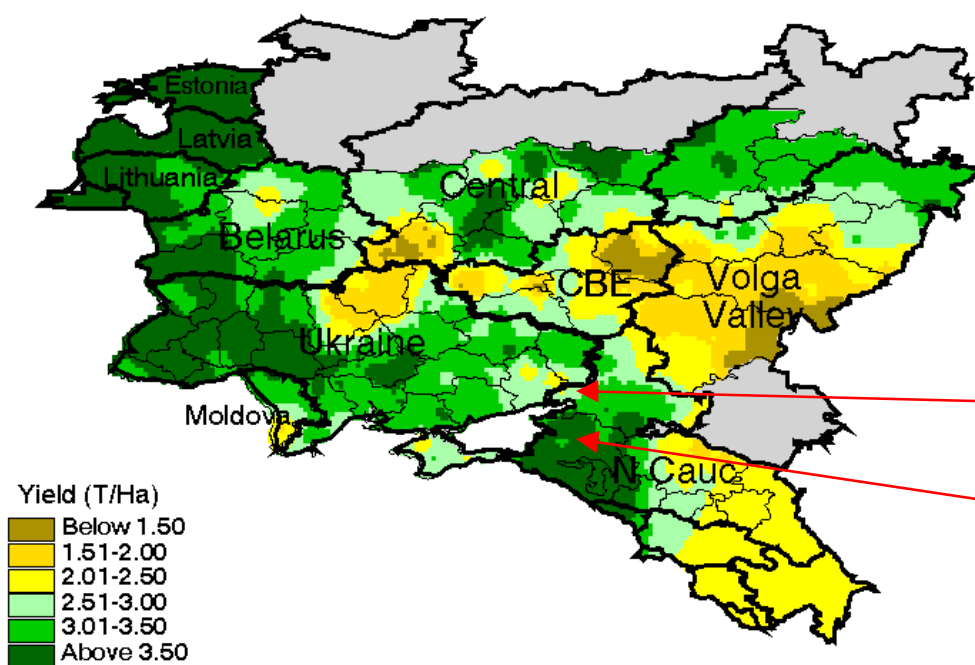 Estonia
Latvia
Lithuania
Central
Belarus
CBE
Volga
Valley
Ukraine
Moldova
N Cauc
Yield (T/Ha)
Below 1.50
1.51-2.00
2.01-2.50
2.51-3.00
3.01-3.50
Above 3.50